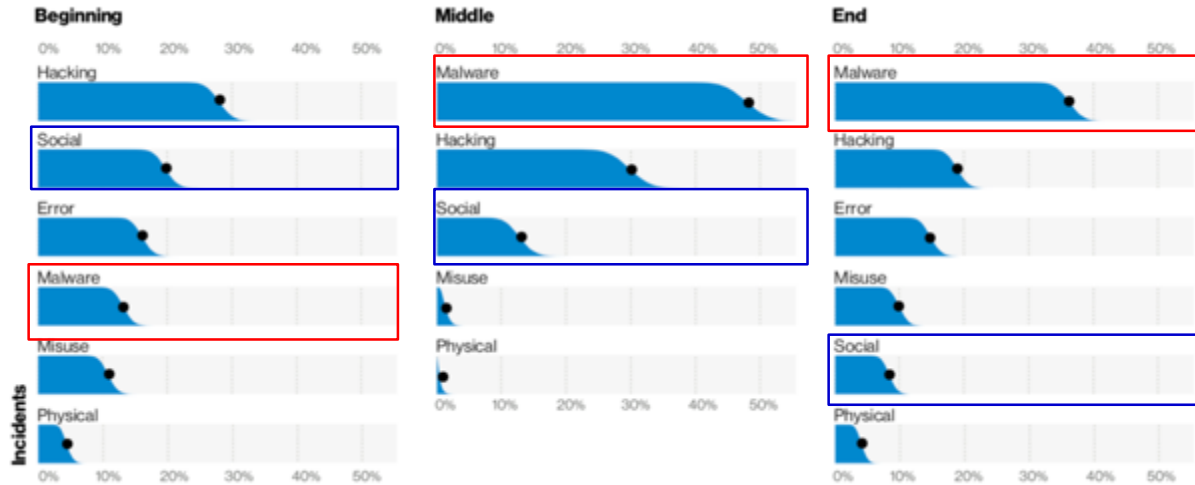 Beginning
0% 10% 20% 30% 40% 50%
Hacking
Social
Error
Malware
Misuse
Physical
0% 10% 20% 30% 40% 50%
Incidents
Middle
0% 10% 20% 30% 40% 50%
Malware
Hacking
Social
Misuse
Physical
0% 10% 20% 30% 40% 50%
End
0% 10% 20% 30% 40% 50%
Malware
Hacking
Error
Misuse
Social
Physical
0% 10% 20% 30% 40% 50%